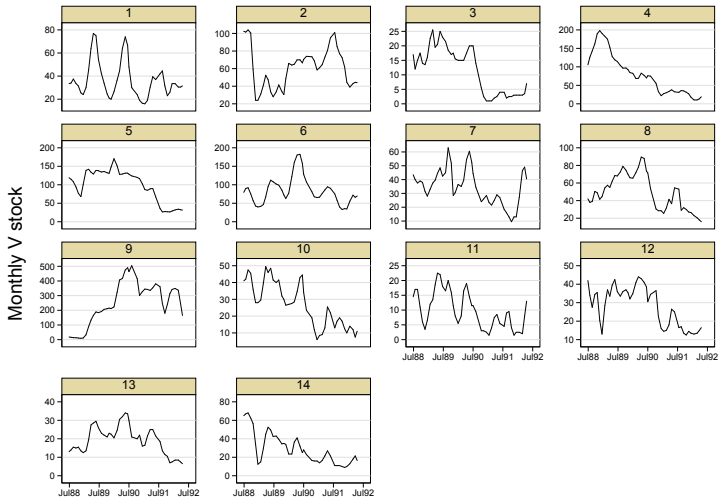 Monthly V stock
1 2 3 4
80 60 40 20
100 80 60 40 20
25 20 15 10 5 0
200 150 100 50 0
5 6 7 8
200 150 100 50 0
200 150 100 50 0
60 50 40 30 20 10
100 80 60 40 20
9 10 11 12
500 400 300 200 100 0
50 40 30 20 10
25 20 15 10 5 0
50 40 30 20 10
Jul88 Jul89 Jul90 Jul91 Jul92 Jul88 Jul89 Jul90 Jul91 Jul92
13 14
40 30 20 10 0
80 60 40 20 0
Jul88 Jul89 Jul90 Jul91 Jul92 Jul88 Jul89 Jul90 Jul91 Jul92